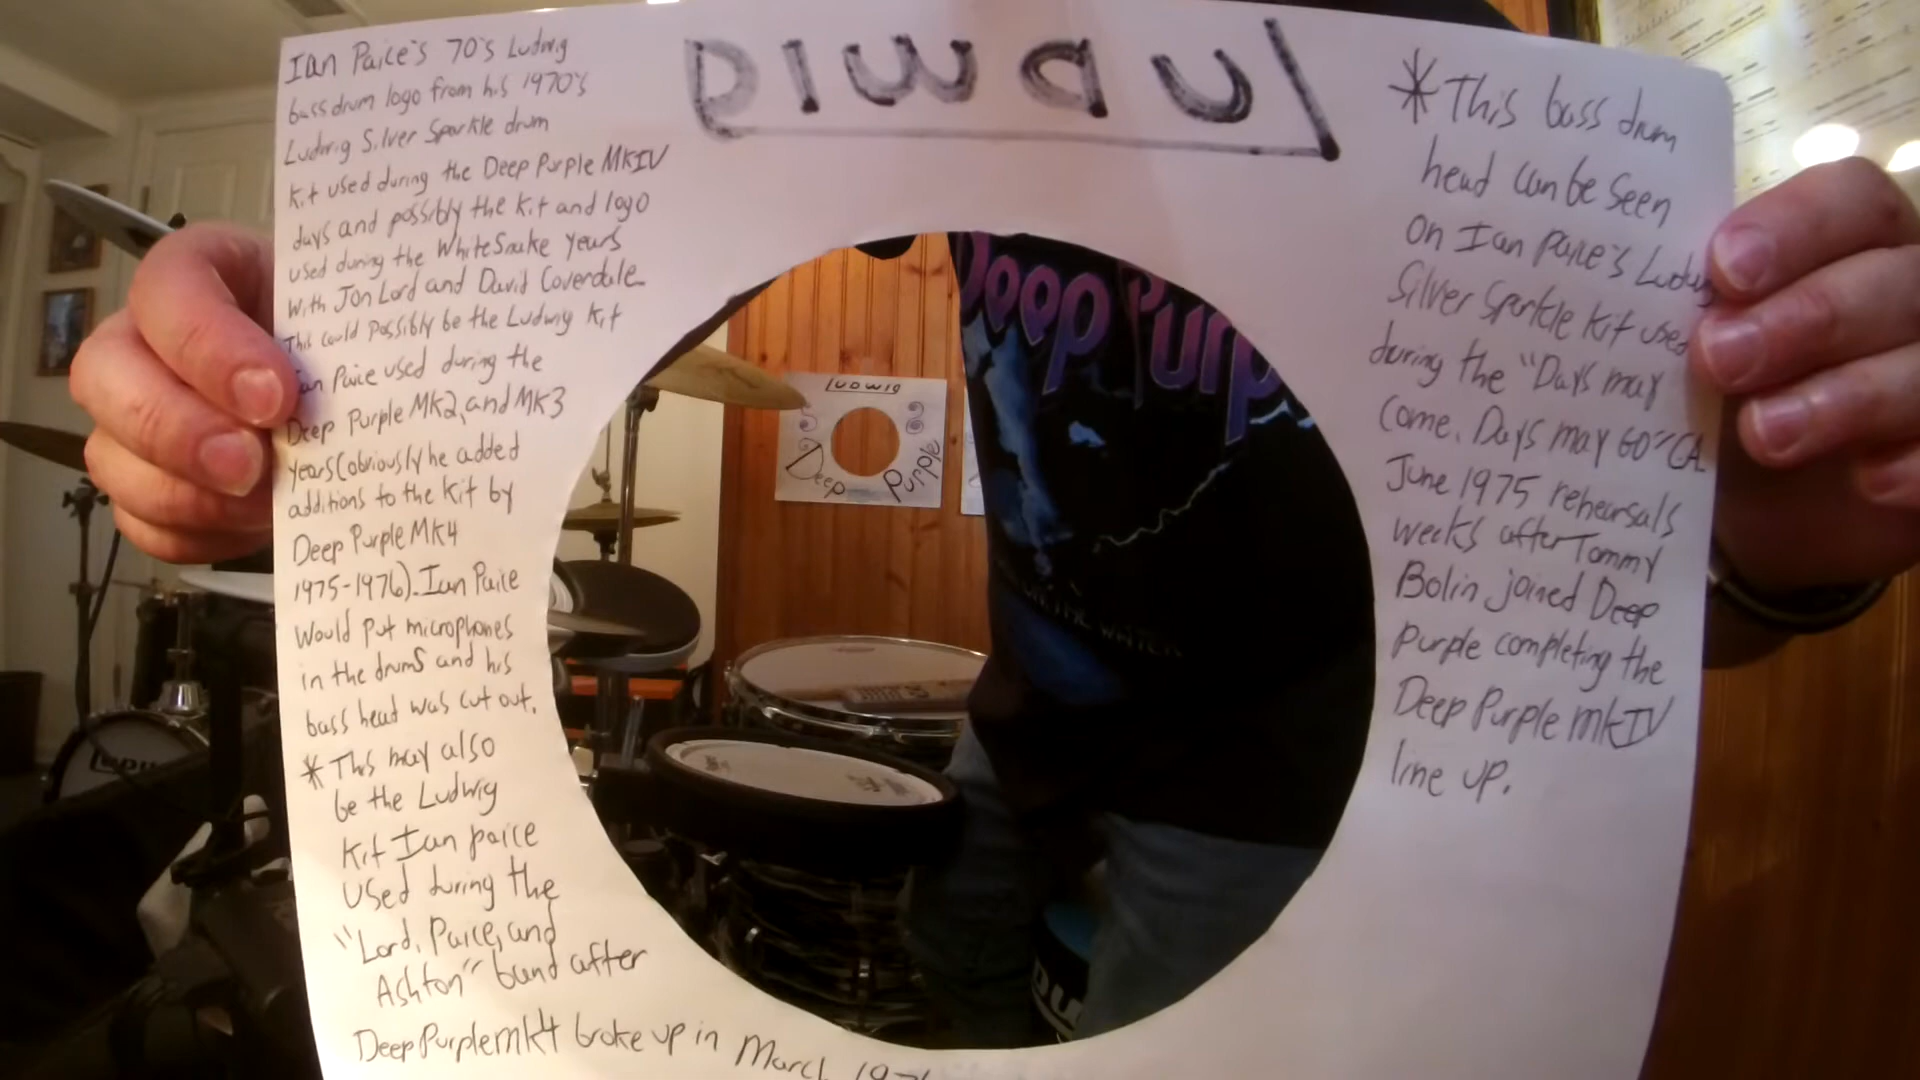 Ian Paice's 70's Ludwig
bass drum logo from his 1970's
Ludwig Silver Sparkle drum
Kit used during the Deep Purple MKIV
days and possibly the kit and logo
used during the WhiteSnake years
with Jon Lord and David Coverdale
This could possibly be the Ludwig Kit
Ian Paice used during the
Deep Purple MK2, and MK3
years (obviously he added
additions to the kit by
Deep Purple MK4
1975-1976). Ian Paice
would put microphones
in the drums and his
bass head was cut out.
* This may also
be the Ludwig
Kit Ian paice
Used during the
"Lord, Paice, and
Ashton" band after
Deep Purple mk4 broke up in March
Ludwig
* This bass drum
head can be seen
on Ian Paice's Ludwig
Silver Sparkle Kit used
during the "Days may
Come, Days may GO" CA
June 1975 rehearsals
weeks after Tommy
Bolin joined Deep
Purple completing the
Deep Purple MKIV
line up.
Deep Purp
LUDWIG
Deep Purple